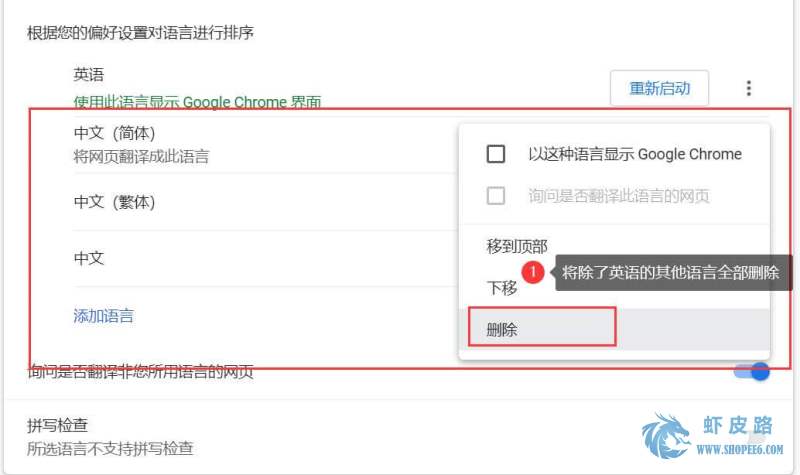 根据您的偏好设置对语言进行排序
英语
使用此语言显示 Google Chrome 界面
重新启动
中文（简体）
将网页翻译成此语言
以这种语言显示 Google Chrome
询问是否翻译此语言的网页
中文（繁体）
移到顶部
中文
1 将除了英语的其他语言全部删除
下移
添加语言
删除
询问是否翻译非您所用语言的网页
拼写检查
所选语言不支持拼写检查
虾皮路
WWW.SHOPEE6.COM